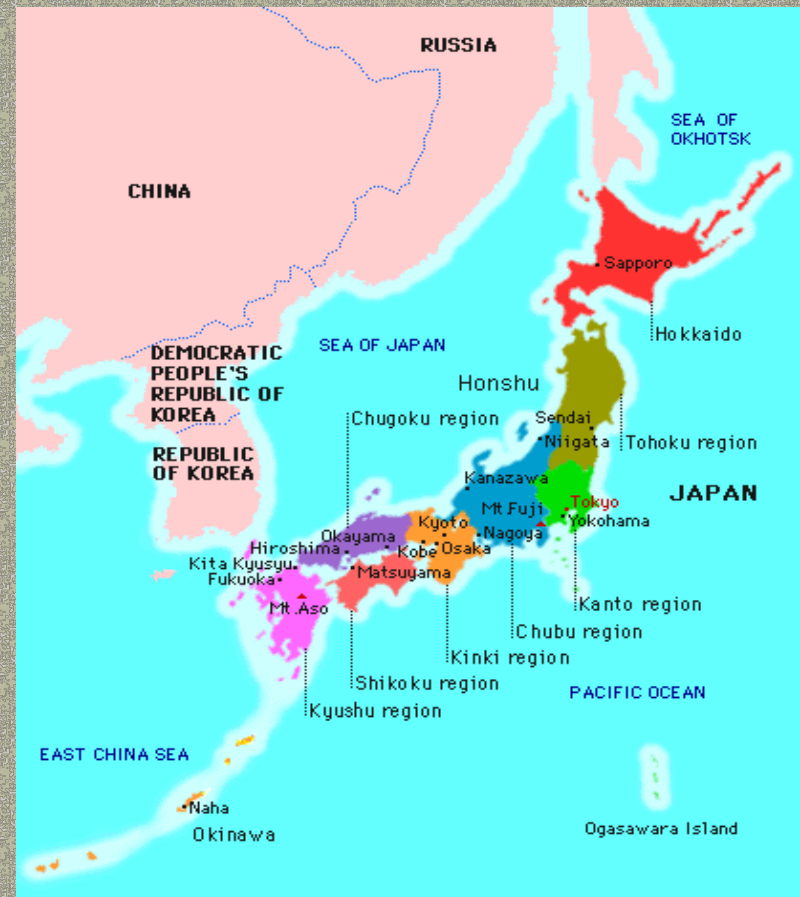 RUSSIA
SEA OF
OKHOTSK
CHINA
Sapporo
Hokkaido
SEA OF JAPAN
DEMOCRATIC
PEOPLE'S
REPUBLIC OF
KOREA
Honshu
Chugoku region
Sendai
Niigata
Tohoku region
REPUBLIC
OF KOREA
Kanazawa
JAPAN
Mt.Fuji
Tokyo
Yokohama
Kyoto
Nagoya
Okayama
Hiroshima
Kobe
Osaka
Kita Kyusyu
Fukuoka
Matsuyama
Mt.Aso
Kanto region
Chubu region
Kinki region
Shikoku region
PACIFIC OCEAN
Kyushu region
EAST CHINA SEA
Naha
Okinawa
Ogasawara Island